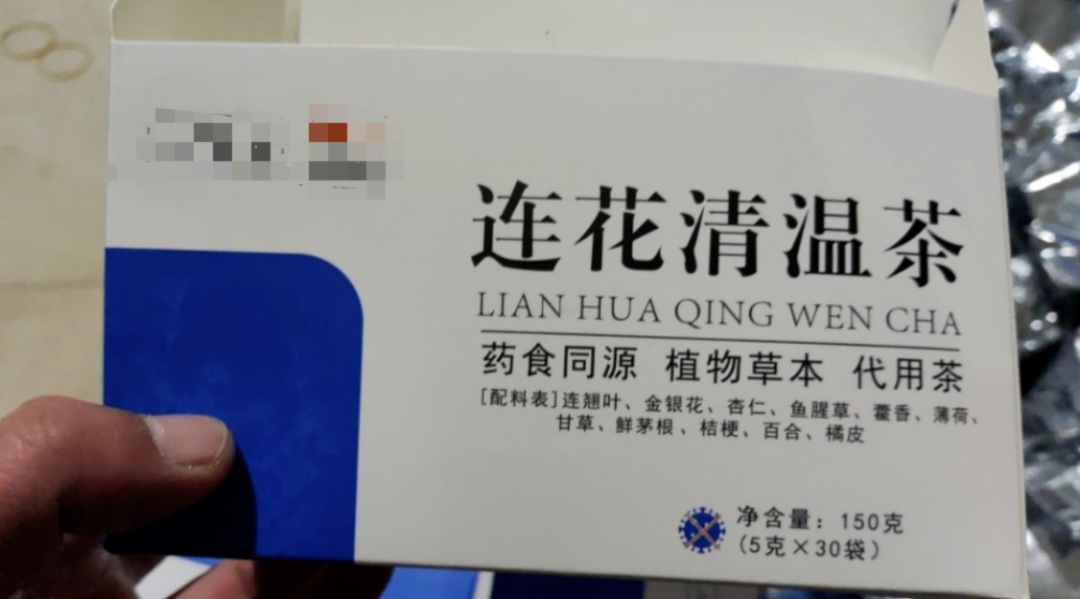 连花清温茶
LIAN HUA QING WEN CHA
药食同源 植物草本 代用茶
[配料表]连翘叶、金银花、杏仁、鱼腥草、藿香、薄荷、
甘草、鲜茅根、桔梗、百合、橘皮
净含量：150克
（5克×30袋）